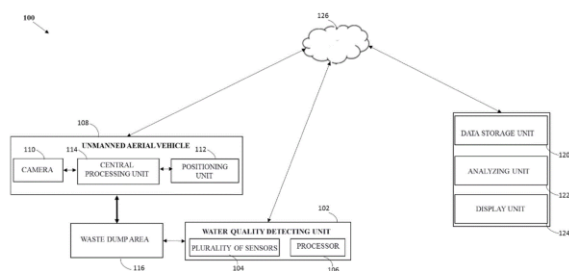 100
126
108
UNMANNED AERIAL VEHICLE
110
114
112
CAMERA
CENTRAL
PROCESSING UNIT
POSITIONING
UNIT
DATA STORAGE UNIT
120
ANALYZING UNIT
122
DISPLAY UNIT
124
102
WATER QUALITY DETECTING UNIT
PLURALITY OF SENSORS
PROCESSOR
104
106
WASTE DUMP AREA
116